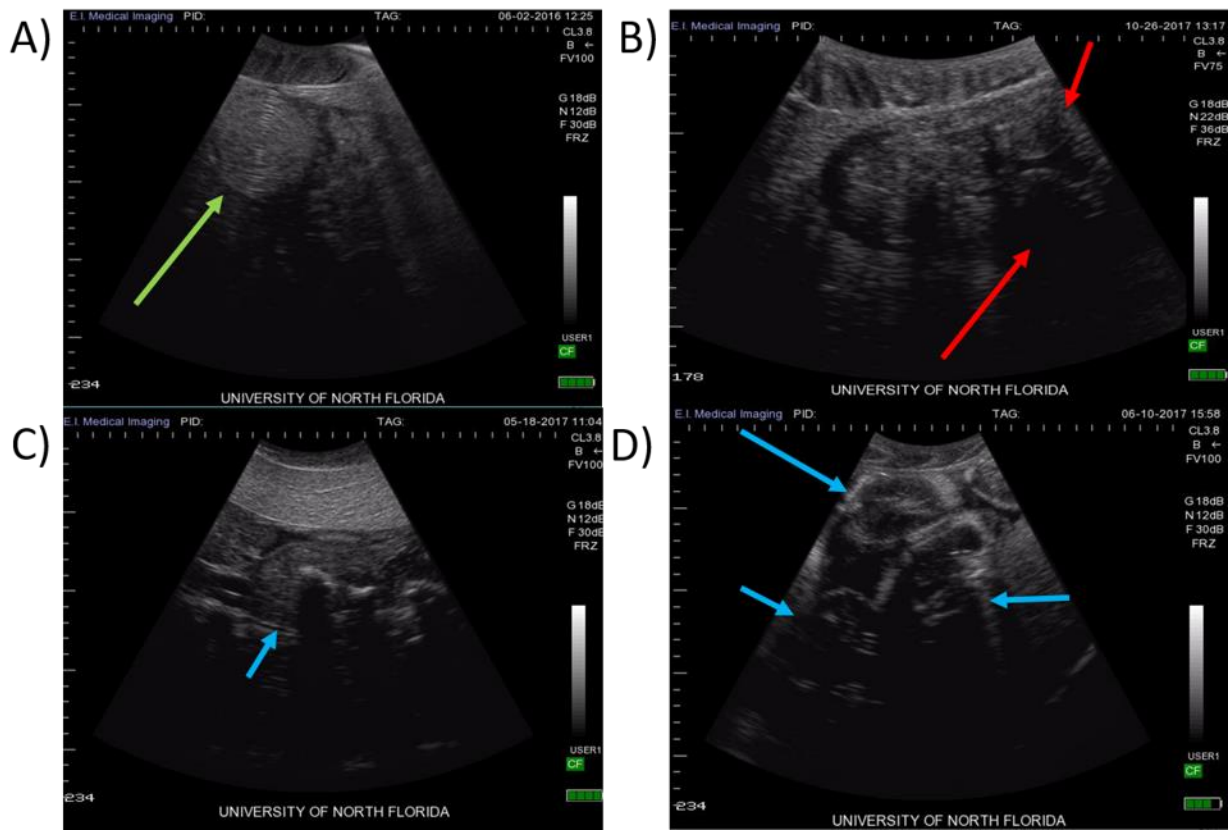 A)
E.I. Medical Imaging PID: TAG: 06-02-2016 12:25
CL3.8
B ←
FV100
G 18dB
N 12dB
F 30dB
FRZ
USER1
CF
234
UNIVERSITY OF NORTH FLORIDA
B)
E.I. Medical Imaging PID: TAG: 10-26-2017 13:17
CL3.8
B ←
FV75
G 18dB
N 22dB
F 36dB
FRZ
USER1
CF
178
UNIVERSITY OF NORTH FLORIDA
C)
E.I. Medical Imaging PID: TAG: 05-18-2017 11:04
CL3.8
B ←
FV100
G 18dB
N 12dB
F 30dB
FRZ
USER1
CF
234
UNIVERSITY OF NORTH FLORIDA
D)
E.I. Medical Imaging PID: TAG: 06-10-2017 15:58
CL3.8
B ←
FV100
G 18dB
N 12dB
F 30dB
FRZ
USER1
CF
234
UNIVERSITY OF NORTH FLORIDA